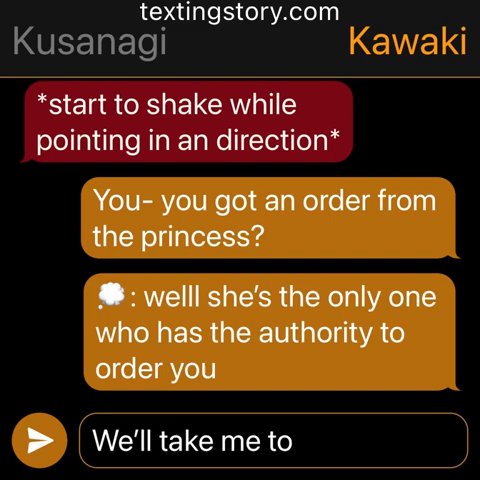 textingstory.com
Kusanagi
Kawaki
*start to shake while
pointing in an direction*
You- you got an order from
the princess?
💭: welll she’s the only one
who has the authority to
order you
We’ll take me to